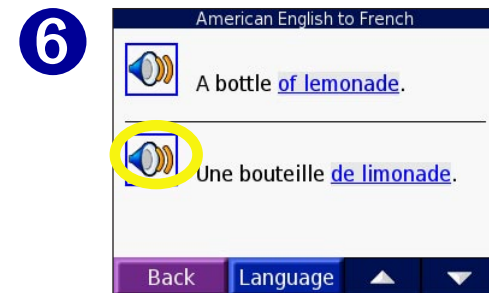 6
American English to French
A bottle of lemonade.
Une bouteille de limonade.
Back Language